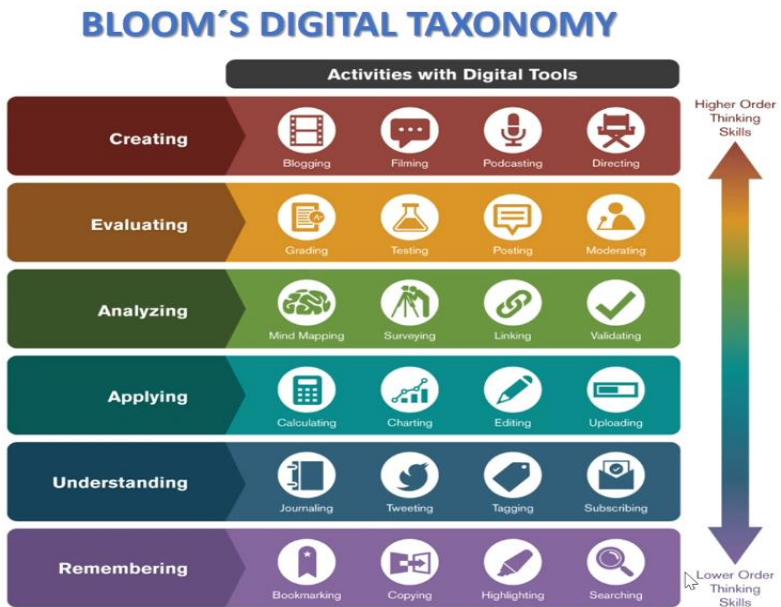 BLOOM´S DIGITAL TAXONOMY
Activities with Digital Tools
Higher Order
Thinking
Skills
Creating
Blogging Filming Podcasting Directing
Evaluating
A+
Grading Testing Posting Moderating
Analyzing
Mind Mapping Surveying Linking Validating
Applying
Calculating Charting Editing Uploading
Understanding
Journaling Tweeting Tagging Subscribing
Remembering
Bookmarking Copying Highlighting Searching
Lower Order
Thinking
Skills